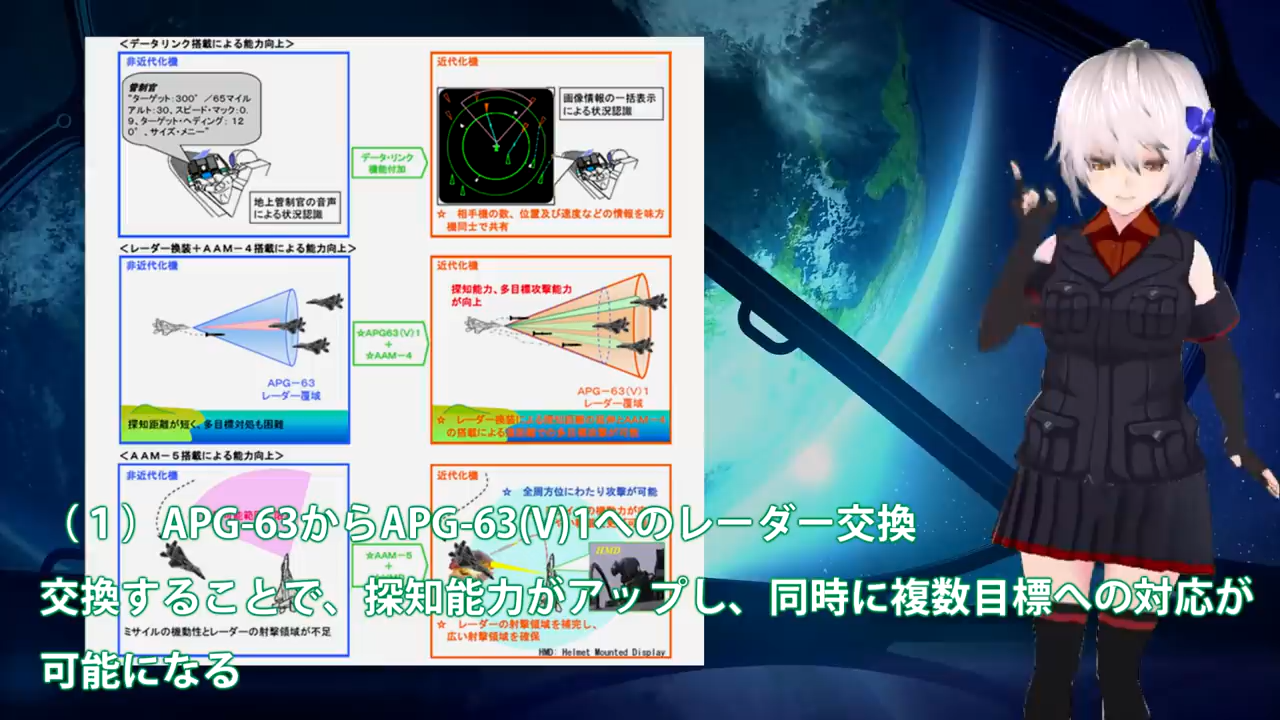 ＜データリンク搭載による能力向上＞
非近代化機
管制官
"ターゲット：300°／65マイル
アルト：30、スピード・マック：0.
9、ターゲット・ヘディング：12
0°、サイズ・メニー"
地上管制官の音声
による状況認識
データ・リンク
機能付加
近代化機
画像情報の一括表示
による状況認識
☆ 相手機の数、位置及び速度などの情報を味方
機同士で共有
＜レーダー換装＋AAM－4搭載による能力向上＞
非近代化機
APG－63
レーダー覆域
探知距離が短く、多目標対処も困難
☆APG63（V）1
＋
☆AAM－4
近代化機
探知能力、多目標攻撃能力
が向上
APG－63（V）1
レーダー覆域
☆ レーダー換装による
の搭載による
＜AAM－5搭載による能力向上＞
非近代化機
ミサイルの機動性とレーダーの射撃領域が不足
☆AAM－5
＋
近代化機
☆ 全周方位にわたり攻撃が可能
HMD
☆ レーダーの射撃領域を補完し、
広い射撃領域を確保
HMD: Helmet Mounted Display
（１）APG-63からAPG-63(V)1へのレーダー交換
交換することで、探知能力がアップし、同時に複数目標への対応が
可能になる